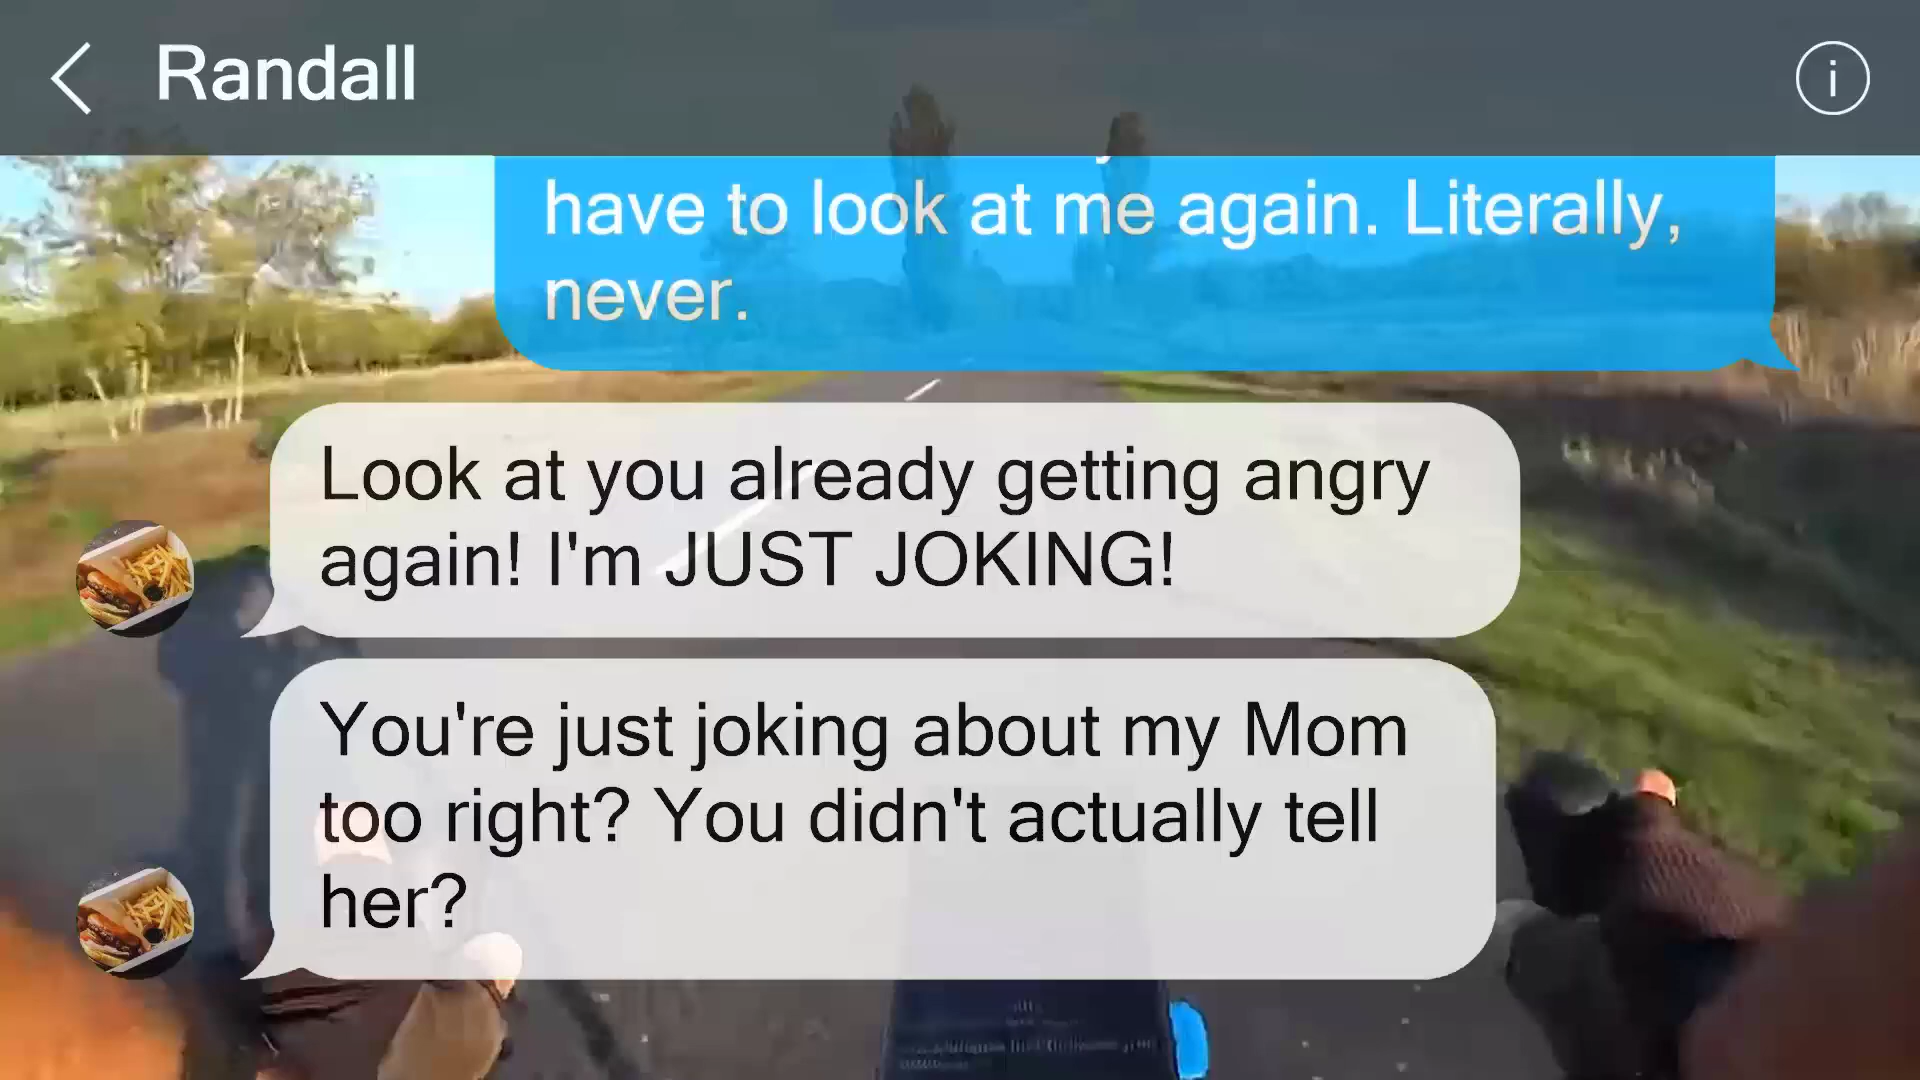 Randall
have to look at me again. Literally,
never.
Look at you already getting angry
again! I'm JUST JOKING!
You're just joking about my Mom
too right? You didn't actually tell
her?